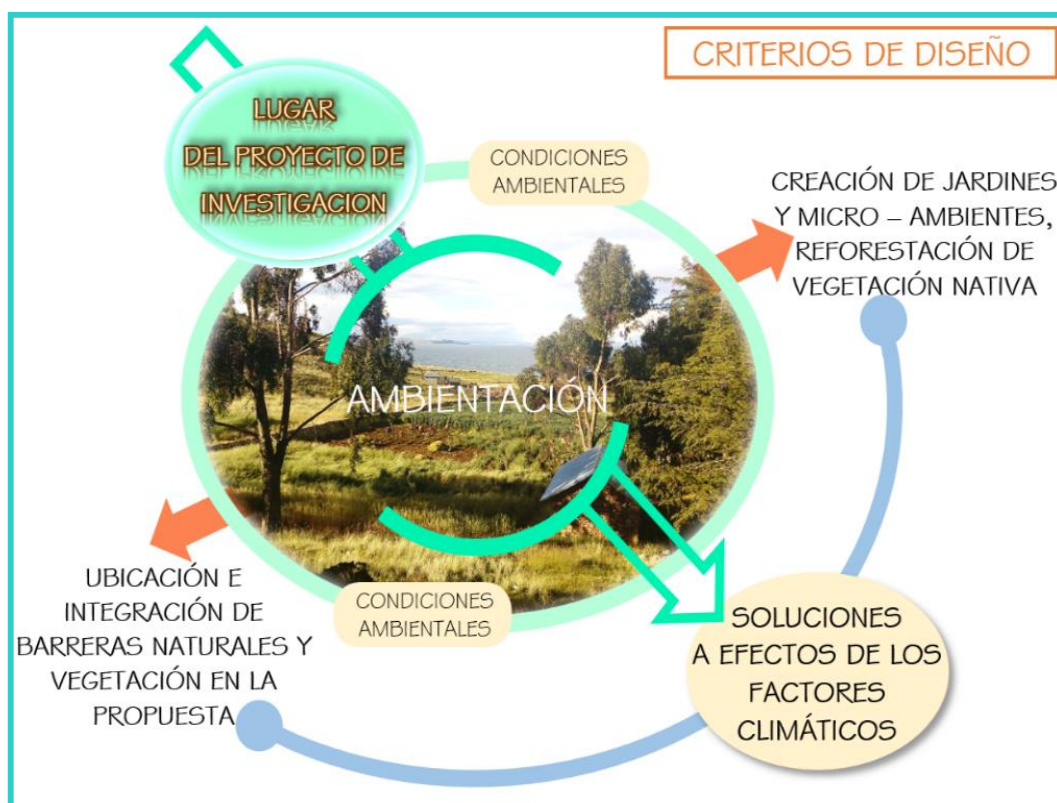 CRITERIOS DE DISEÑO
LUGAR
DEL PROYECTO DE
INVESTIGACION
CONDICIONES
AMBIENTALES
CREACIÓN DE JARDINES
Y MICRO – AMBIENTES,
REFORESTACIÓN DE
VEGETACIÓN NATIVA
AMBIENTACIÓN
UBICACIÓN E
INTEGRACIÓN DE
BARRERAS NATURALES Y
VEGETACIÓN EN LA
PROPUESTA
CONDICIONES
AMBIENTALES
SOLUCIONES
A EFECTOS DE LOS
FACTORES
CLIMÁTICOS